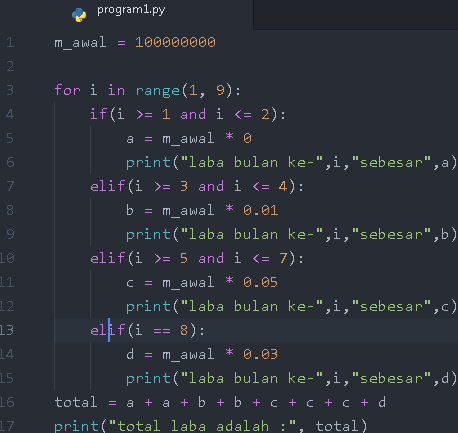 program1.py
1 m_awal = 100000000
2
3 for i in range(1, 9):
4     if(i >= 1 and i <= 2):
5         a = m_awal * 0
6         print("laba bulan ke-",i,"sebesar",a)
7     elif(i >= 3 and i <= 4):
8         b = m_awal * 0.01
9         print("laba bulan ke-",i,"sebesar",b)
10     elif(i >= 5 and i <= 7):
11         c = m_awal * 0.05
12         print("laba bulan ke-",i,"sebesar",c)
13     elif(i == 8):
14         d = m_awal * 0.03
15         print("laba bulan ke-",i,"sebesar",d)
16 total = a + a + b + b + c + c + c + d
17 print("total laba adalah :", total)